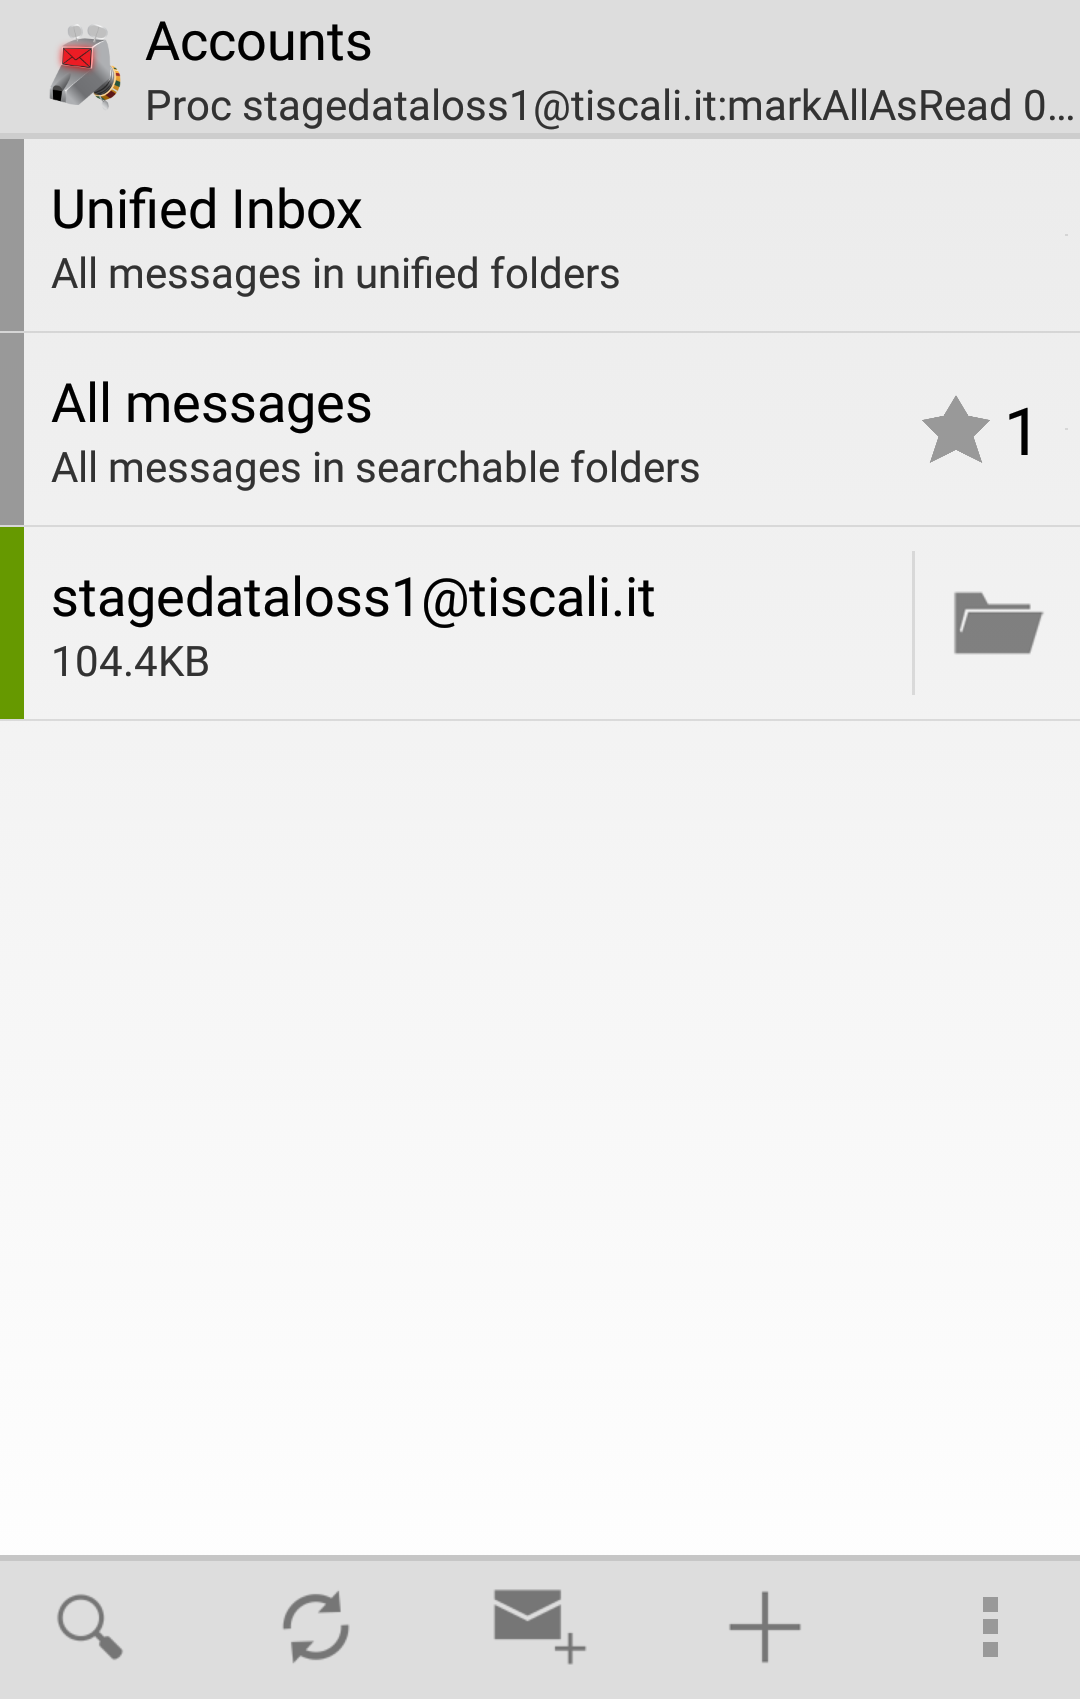 Accounts
Proc stagedataloss1@tiscali.it:markAllAsRead 0...
Unified Inbox
All messages in unified folders
All messages
All messages in searchable folders
1
stagedataloss1@tiscali.it
104.4KB